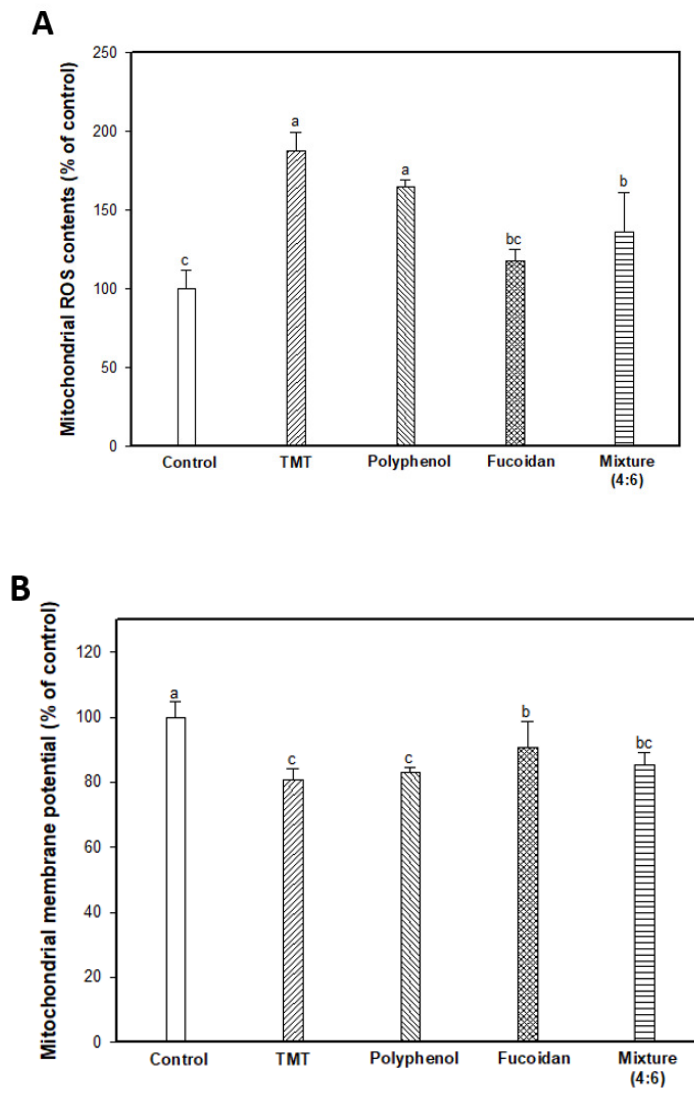 A
Mitochondrial ROS contents (% of control)
250
200
150
100
50
0
c
a
a
bc
b
Control
TMT
Polyphenol
Fucoidan
Mixture
(4:6)
B
Mitochondrial membrane potential (% of control)
120
100
80
60
40
20
0
a
c
c
b
bc
Control
TMT
Polyphenol
Fucoidan
Mixture
(4:6)